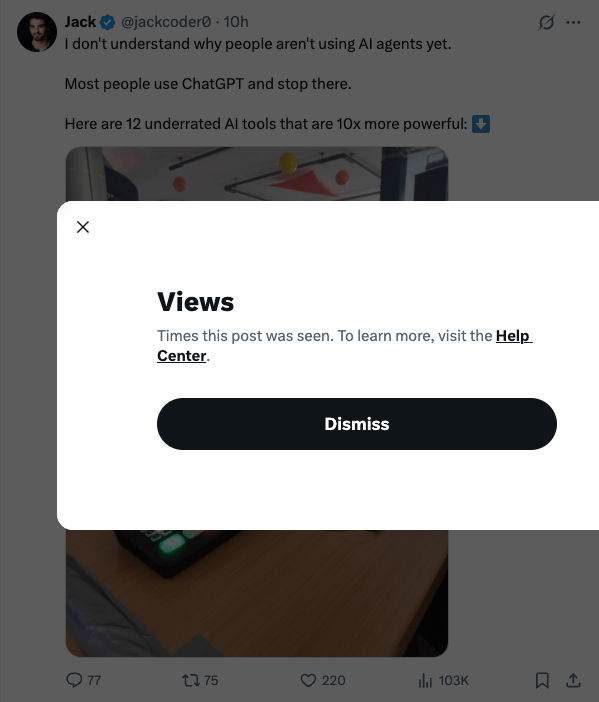 Jack @jackcoder0 · 10h
I don't understand why people aren't using AI agents yet.
Most people use ChatGPT and stop there.
Here are 12 underrated AI tools that are 10x more powerful: ⬇️
Views
Times this post was seen. To learn more, visit the Help
Center.
Dismiss
77 75 220 103K